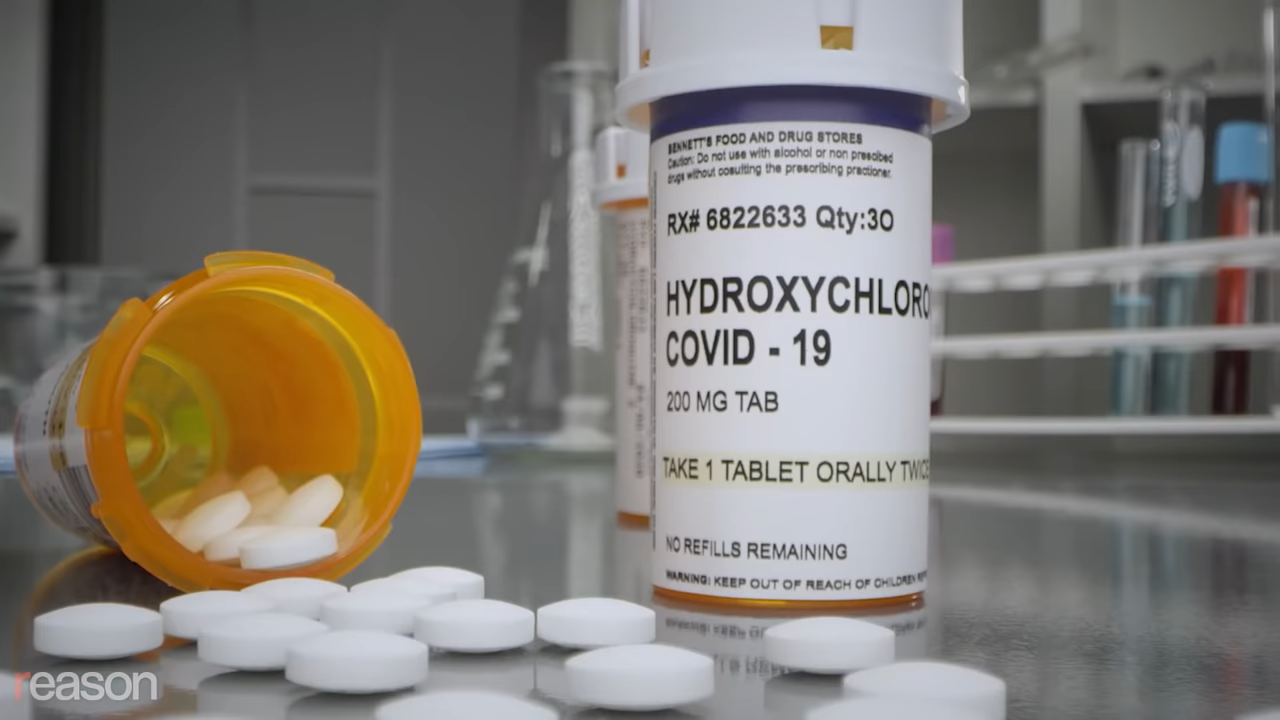 BENNETT'S FOOD AND DRUG STORES
Caution: Do not use with alcohol or non prescibed
drugs without cosulting the prescribing practioner.
RX# 6822633 Qty:30
HYDROXYCHLORO
COVID - 19
200 MG TAB
TAKE 1 TABLET ORALLY TWICE
NO REFILLS REMAINING
WARNING: KEEP OUT OF REACH OF CHILDREN
reason